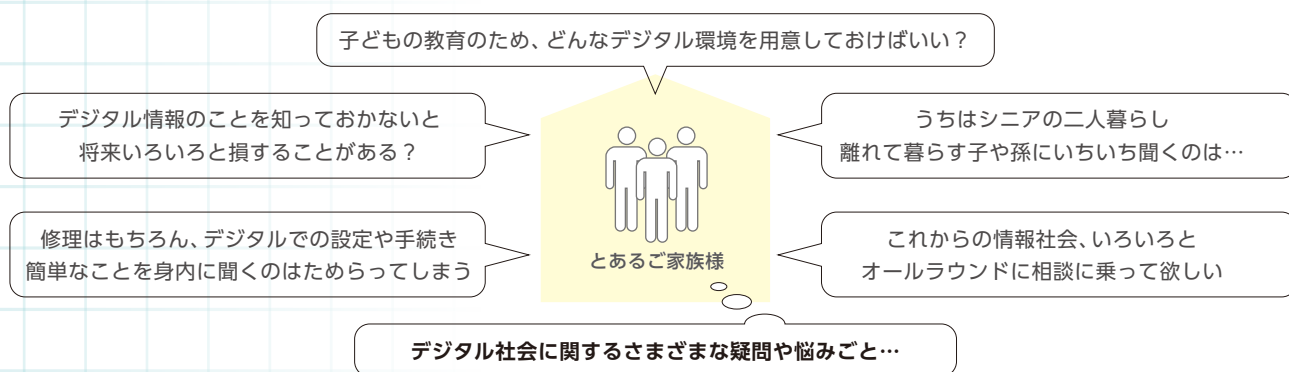 子どもの教育のため、どんなデジタル環境を用意しておけばいい？
デジタル情報のことを知っておかないと
将来いろいろと損することがある？
うちはシニアの二人暮らし
離れて暮らす子や孫にいちいち聞くのは…
修理はもちろん、デジタルでの設定や手続き
簡単なことを身内に聞くのはためらってしまう
とあるご家族様
これからの情報社会、いろいろと
オールラウンドに相談に乗って欲しい
デジタル社会に関するさまざまな疑問や悩みごと…